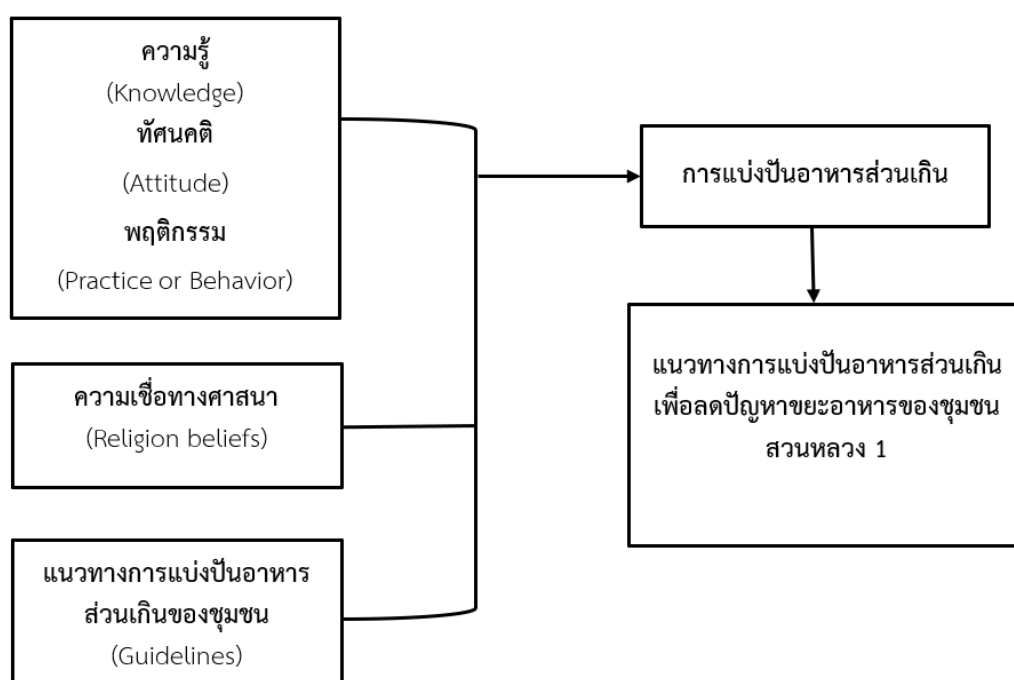 ความรู้
(Knowledge)
ทัศนคติ
(Attitude)
พฤติกรรม
(Practice or Behavior)
ความเชื่อทางศาสนา
(Religion beliefs)
แนวทางการแบ่งปันอาหาร
ส่วนเกินของชุมชน
(Guidelines)
การแบ่งปันอาหารส่วนเกิน
แนวทางการแบ่งปันอาหารส่วนเกิน
เพื่อลดปัญหาขยะอาหารของชุมชน
สวนหลวง 1